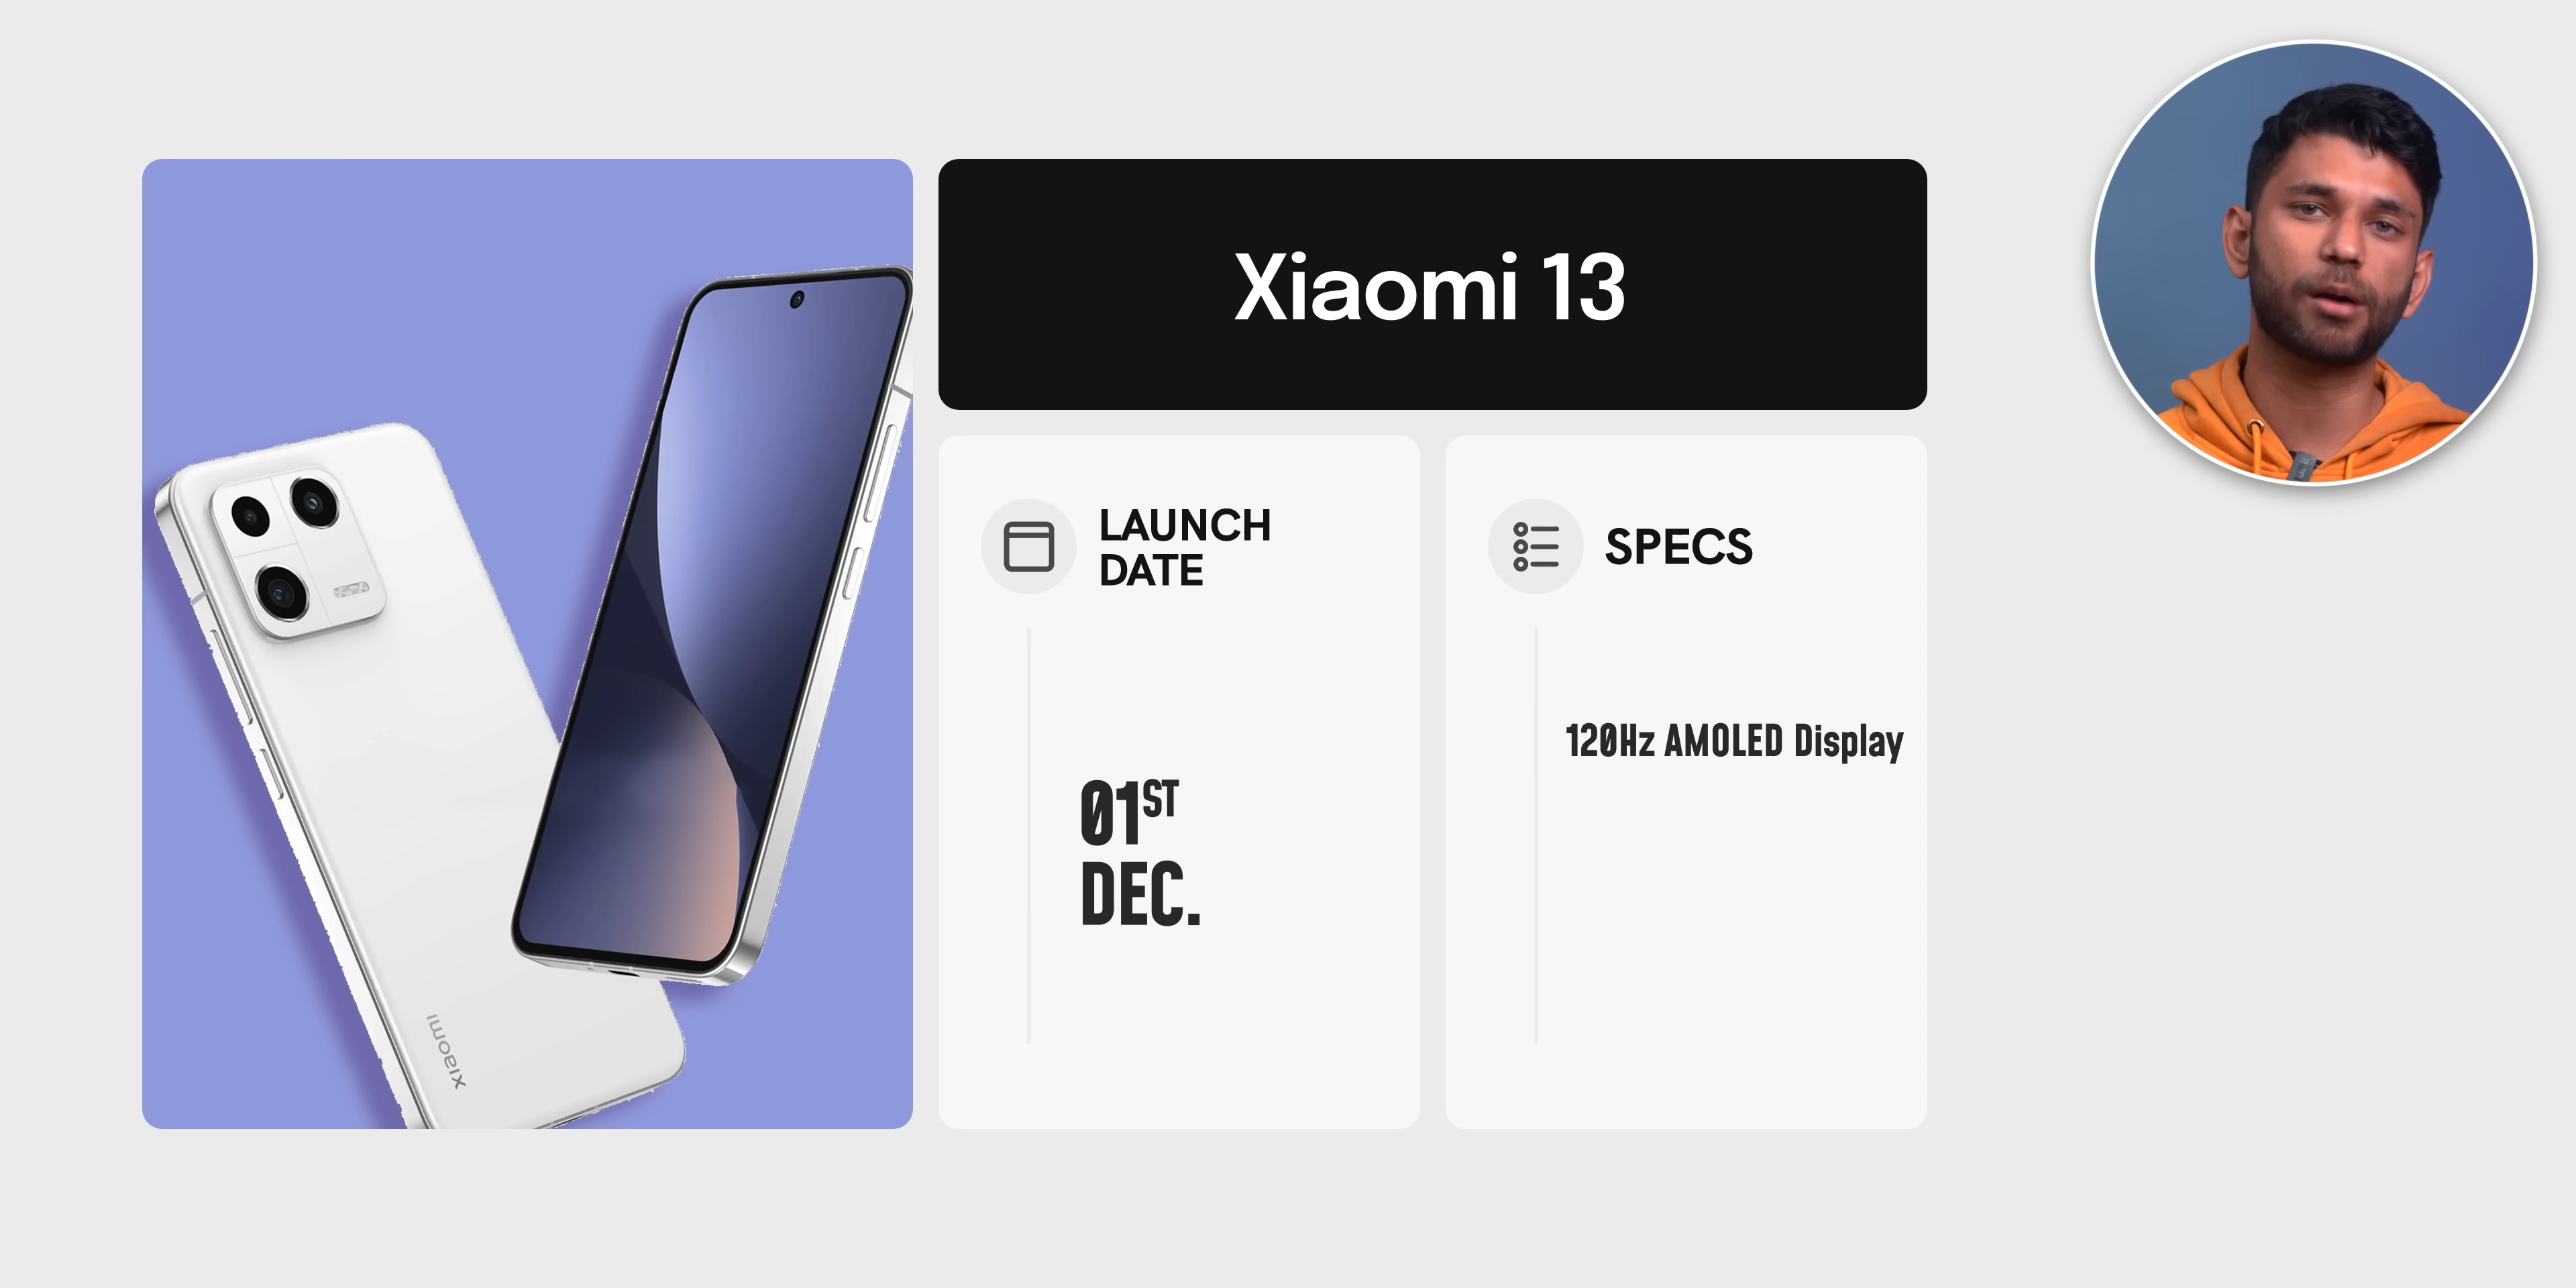 Xiaomi 13
LAUNCH
DATE
01ST
DEC.
SPECS
120Hz AMOLED Display
xiaomi